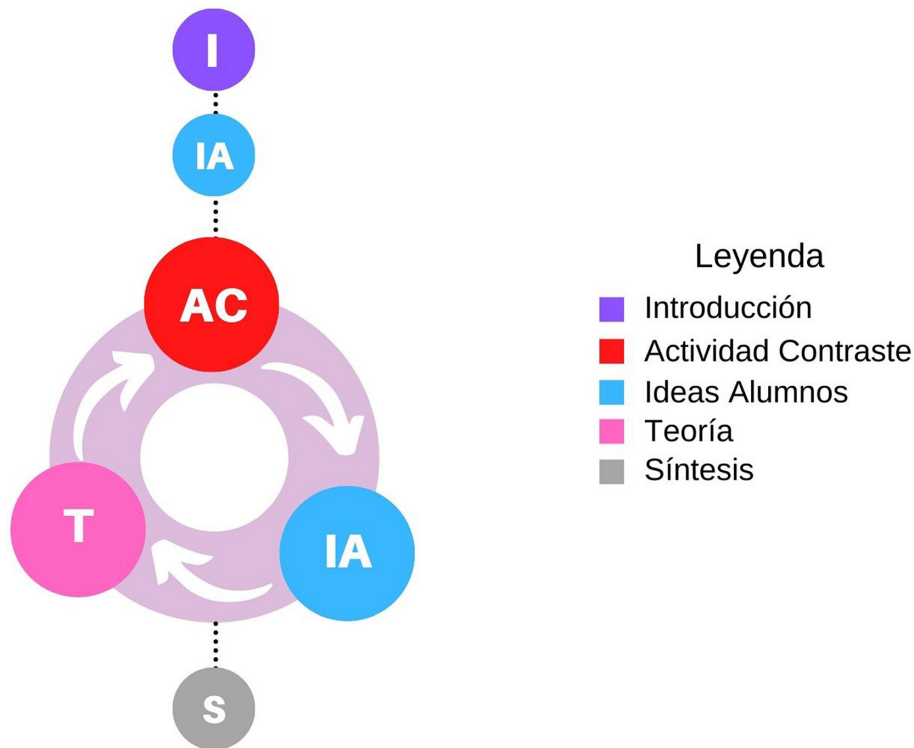 I
IA
AC
T
IA
S
Leyenda
Introducción
Actividad Contraste
Ideas Alumnos
Teoría
Síntesis